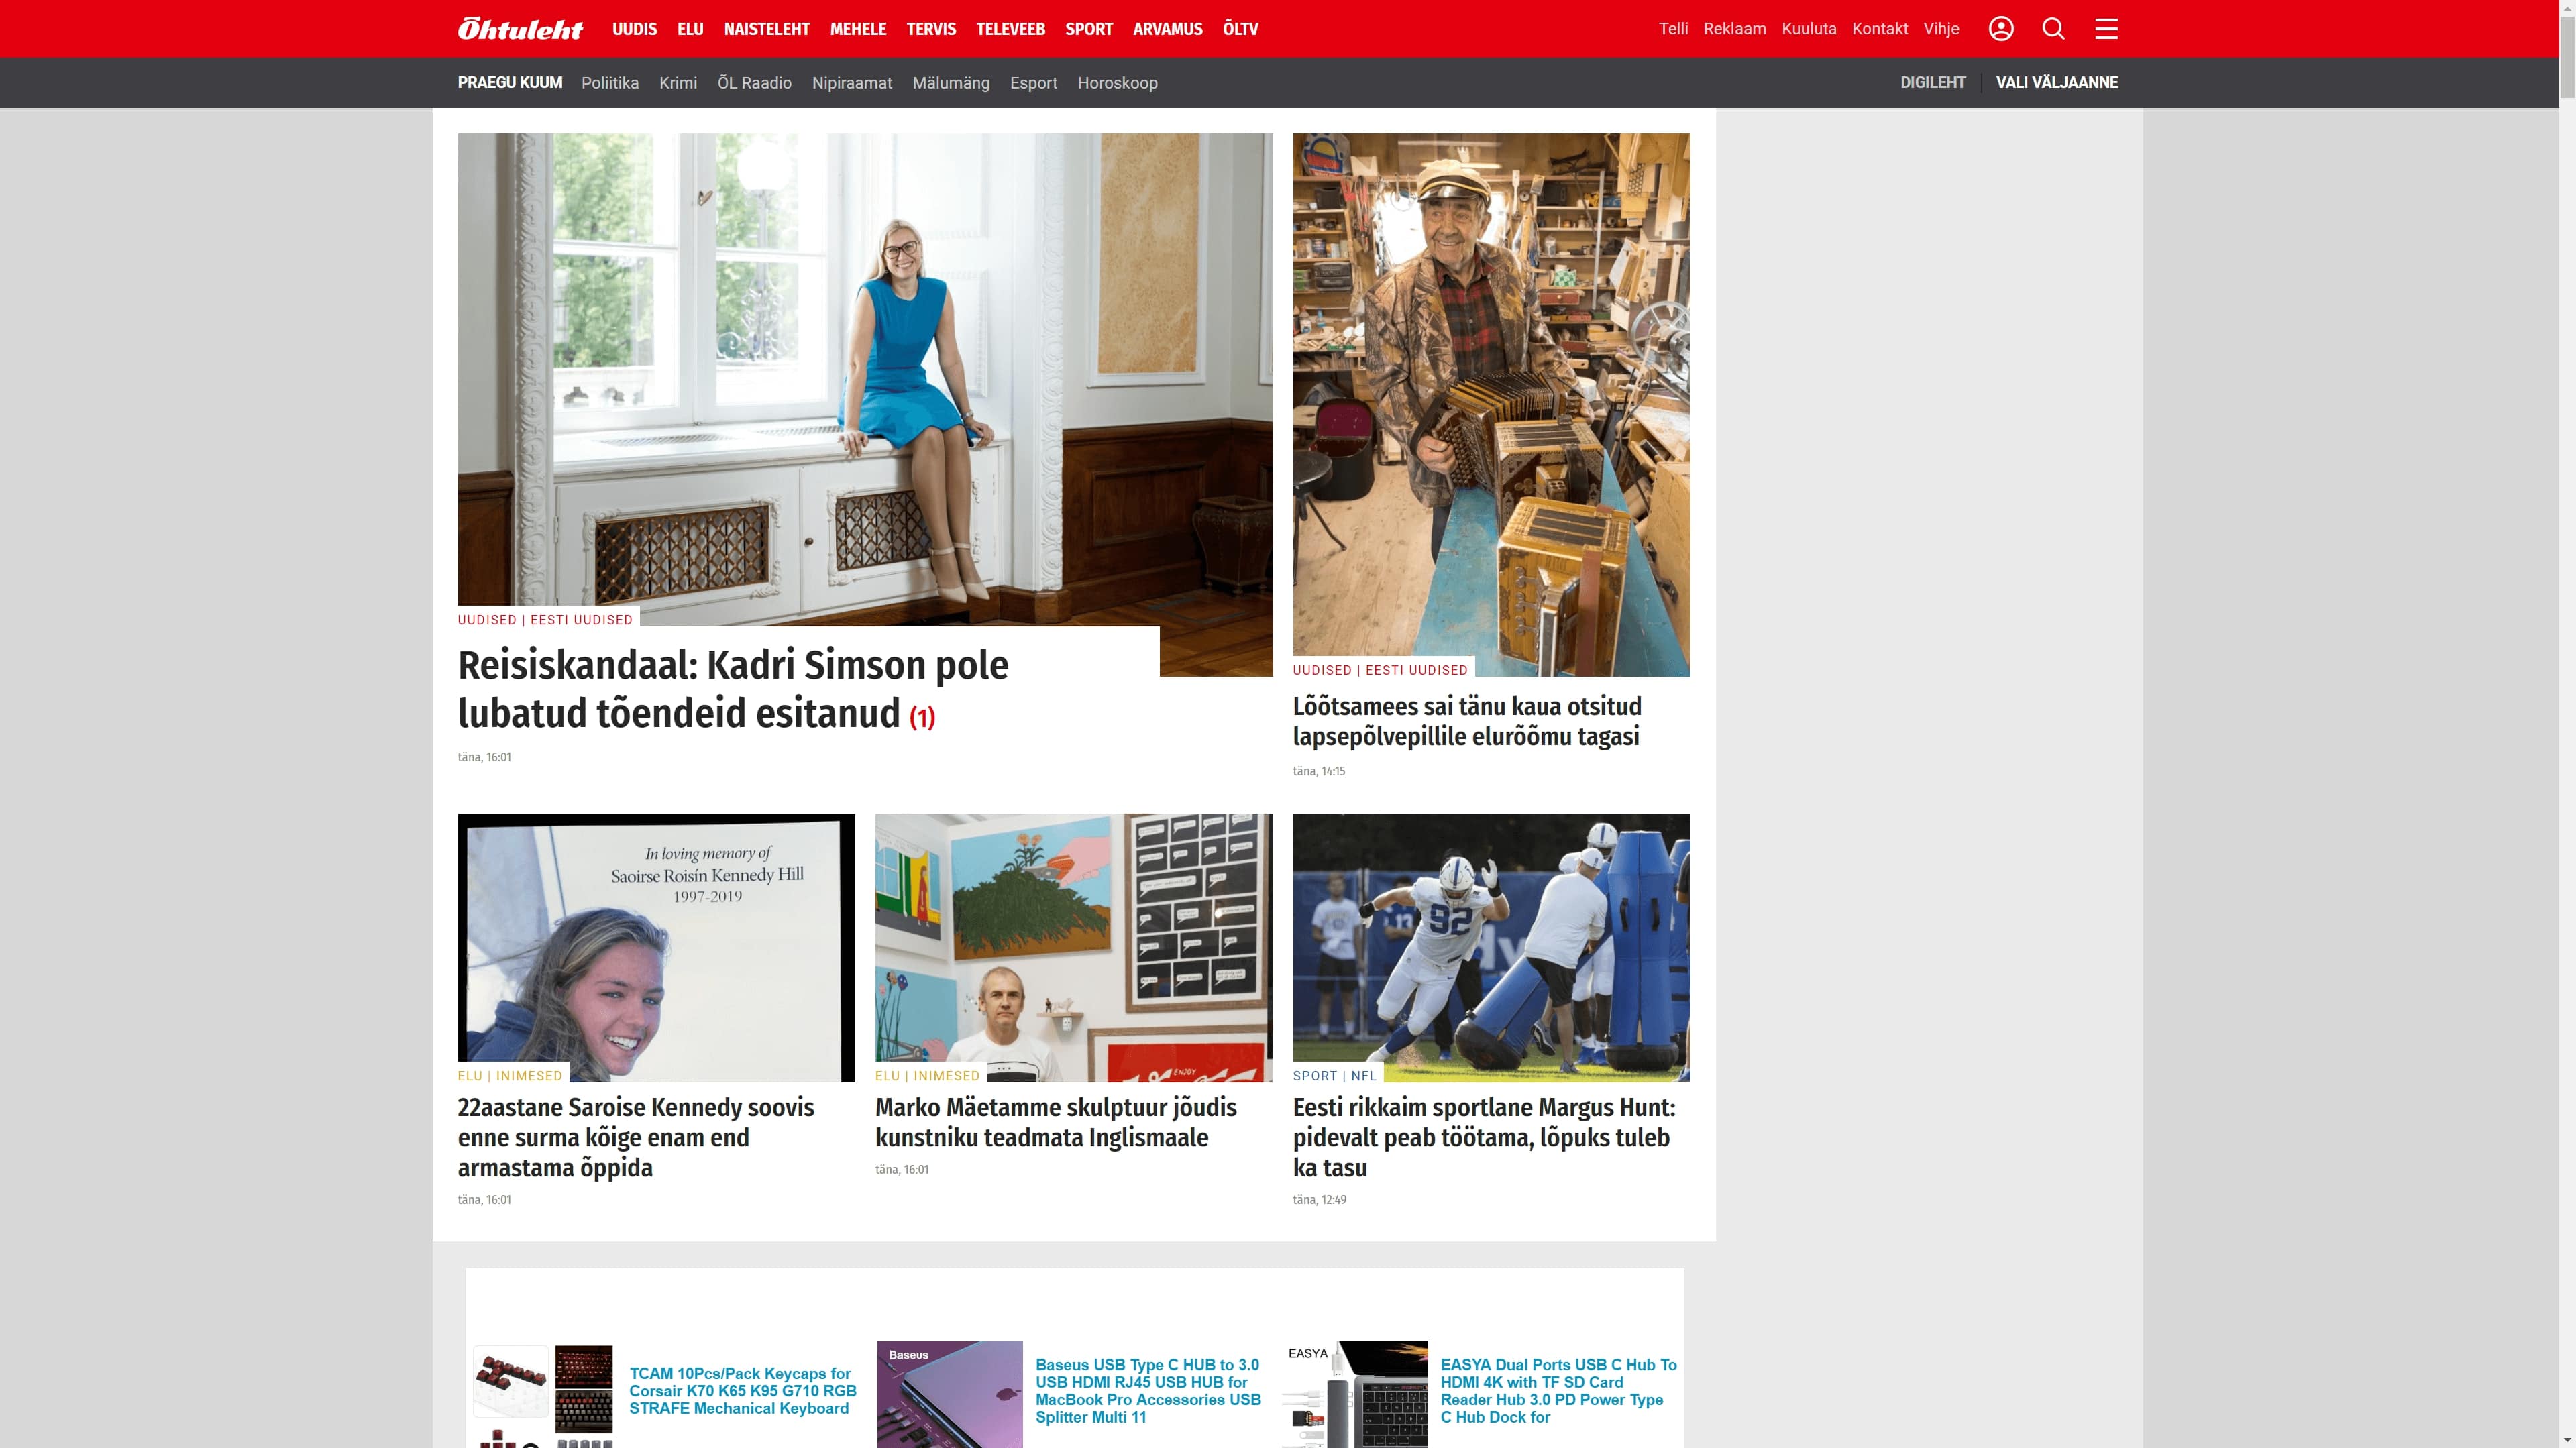 Õhtuleht
UUDIS ELU NAISTELEHT MEHELE TERVIS TELEVEEB SPORT ARVAMUS ÕLTV
Telli Reklaam Kuuluta Kontakt Vihje
PRAEGU KUUM Poliitika Krimi ÕL Raadio Nipiraamat Mälumäng Esport Horoskoop
DIGILEHT VALI VÄLJAANNE
UUDISED | EESTI UUDISED
Reisiskandaal: Kadri Simson pole
lubatud tõendeid esitanud (1)
täna, 16:01
UUDISED | EESTI UUDISED
Lõõtsamees sai tänu kaua otsitud
lapsepõlvepillile elurõõmu tagasi
täna, 14:15
In loving memory of
Saoirse Roisín Kennedy Hill
1997-2019
ELU | INIMESED
22aastane Saroise Kennedy soovis
enne surma kõige enam end
armastama õppida
täna, 16:01
ENJOY
ELU | INIMESED
Marko Mäetamme skulptuur jõudis
kunstniku teadmata Inglismaale
täna, 16:01
92
13
SPORT | NFL
Eesti rikkaim sportlane Margus Hunt:
pidevalt peab töötama, lõpuks tuleb
ka tasu
täna, 12:49
TCAM 10Pcs/Pack Keycaps for
Corsair K70 K65 K95 G710 RGB
STRAFE Mechanical Keyboard
Baseus
Baseus USB Type C HUB to 3.0
USB HDMI RJ45 USB HUB for
MacBook Pro Accessories USB
Splitter Multi 11
EASYA
EASYA Dual Ports USB C Hub To
HDMI 4K with TF SD Card
Reader Hub 3.0 PD Power Type
C Hub Dock for